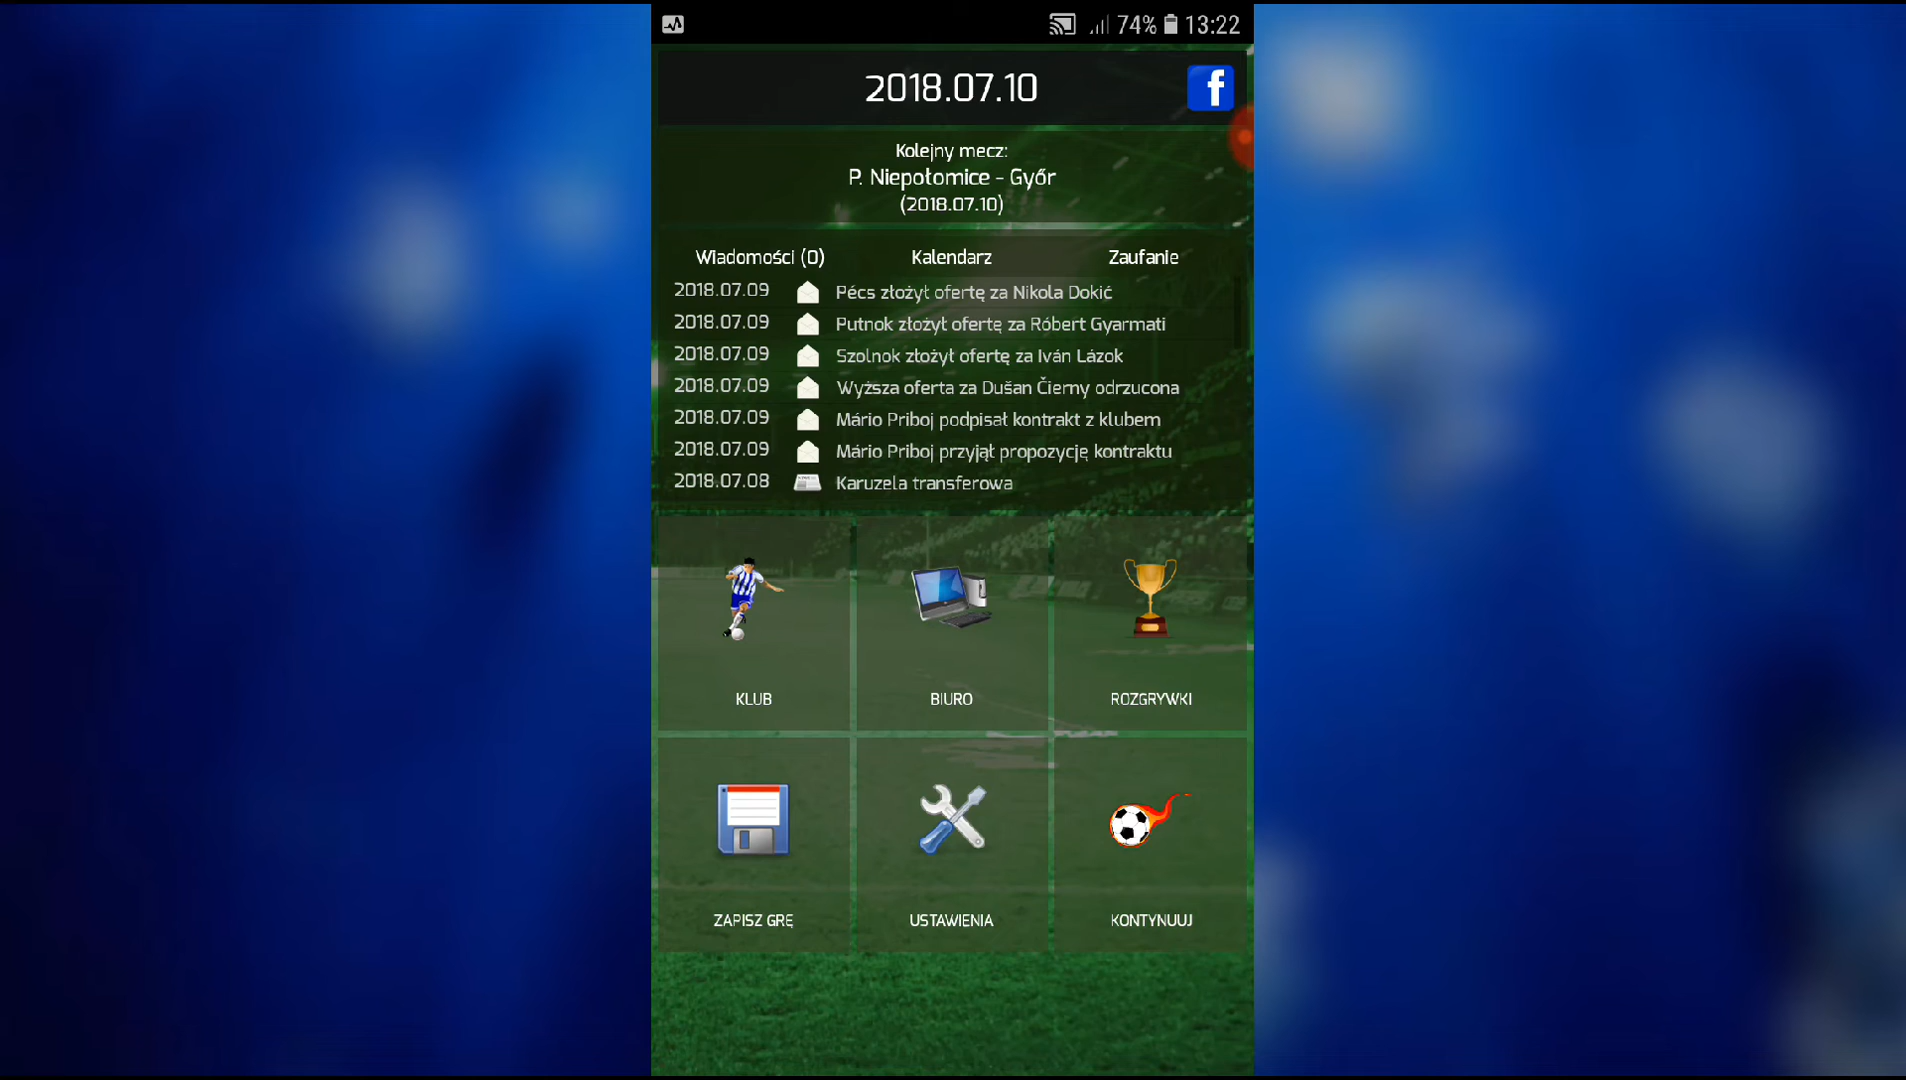 74% 13:22
2018.07.10
f
Kolejny mecz:
P. Niepołomice - Győr
(2018.07.10)
Wiadomości (0) Kalendarz Zaufanie
2018.07.09 Pécs złożył ofertę za Nikola Dokić
2018.07.09 Putnok złożył ofertę za Róbert Gyarmati
2018.07.09 Szolnok złożył ofertę za Iván Lázok
2018.07.09 Wyższa oferta za Dušan Čierny odrzucona
2018.07.09 Mário Priboj podpisał kontrakt z klubem
2018.07.09 Mário Priboj przyjął propozycję kontraktu
2018.07.08 Karuzela transferowa
KLUB BIURO ROZGRYWKI
ZAPISZ GRĘ USTAWIENIA KONTYNUUJ